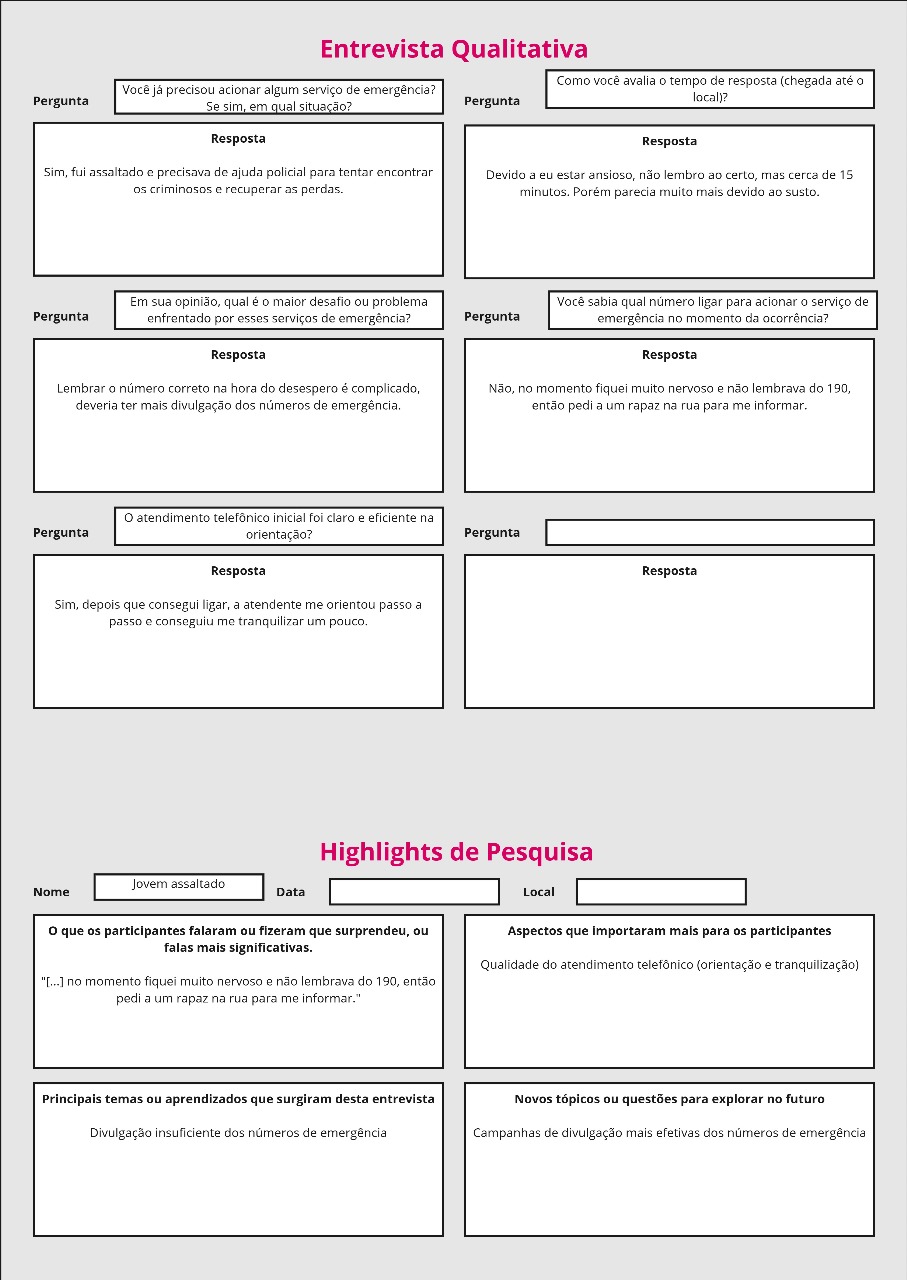 Entrevista Qualitativa
Pergunta
Você já precisou acionar algum serviço de emergência?
Se sim, em qual situação?
Resposta
Sim, fui assaltado e precisava de ajuda policial para tentar encontrar
os criminosos e recuperar as perdas.
Pergunta
Como você avalia o tempo de resposta (chegada até o
local)?
Resposta
Devido a eu estar ansioso, não lembro ao certo, mas cerca de 15
minutos. Porém parecia muito mais devido ao susto.
Pergunta
Em sua opinião, qual é o maior desafio ou problema
enfrentado por esses serviços de emergência?
Resposta
Lembrar o número correto na hora do desespero é complicado,
deveria ter mais divulgação dos números de emergência.
Pergunta
Você sabia qual número ligar para acionar o serviço de
emergência no momento da ocorrência?
Resposta
Não, no momento fiquei muito nervoso e não lembrava do 190,
então pedi a um rapaz na rua para me informar.
Pergunta
O atendimento telefônico inicial foi claro e eficiente na
orientação?
Resposta
Sim, depois que consegui ligar, a atendente me orientou passo a
passo e conseguiu me tranquilizar um pouco.
Pergunta
Resposta
Highlights de Pesquisa
Nome
Jovem assaltado
Data
Local
O que os participantes falaram ou fizeram que surpreendeu, ou
falas mais significativas.
"[...] no momento fiquei muito nervoso e não lembrava do 190, então
pedi a um rapaz na rua para me informar."
Aspectos que importaram mais para os participantes
Qualidade do atendimento telefônico (orientação e tranquilização)
Principais temas ou aprendizados que surgiram desta entrevista
Divulgação insuficiente dos números de emergência
Novos tópicos ou questões para explorar no futuro
Campanhas de divulgação mais efetivas dos números de emergência